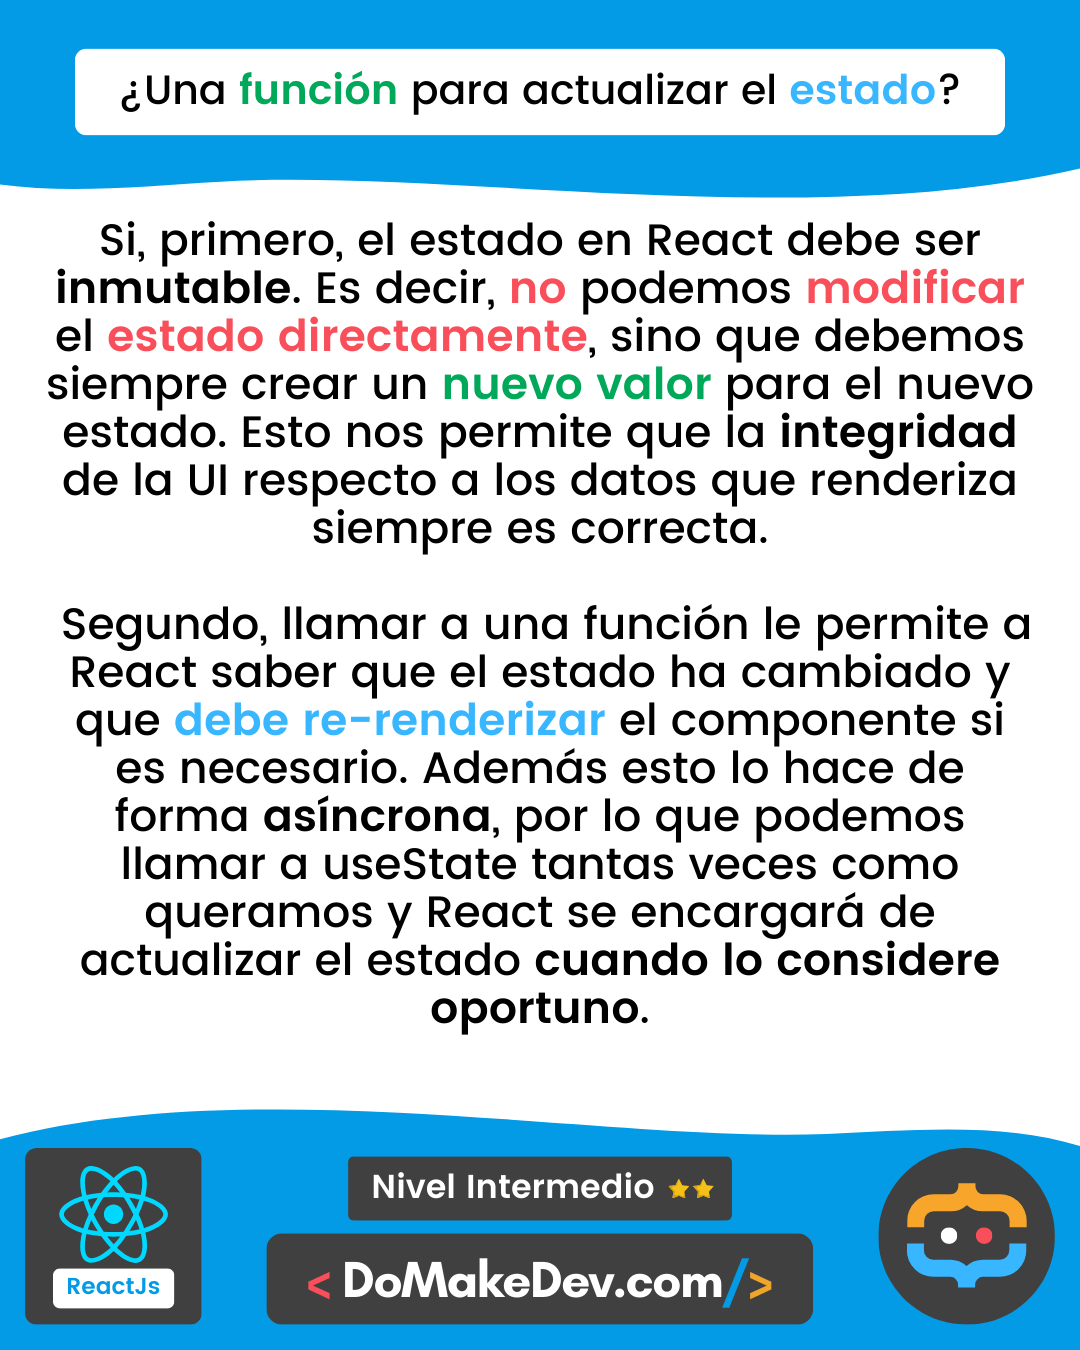 ¿Una función para actualizar el estado?
Si, primero, el estado en React debe ser
inmutable. Es decir, no podemos modificar
el estado directamente, sino que debemos
siempre crear un nuevo valor para el nuevo
estado. Esto nos permite que la integridad
de la UI respecto a los datos que renderiza
siempre es correcta.
Segundo, llamar a una función le permite a
React saber que el estado ha cambiado y
que debe re-renderizar el componente si
es necesario. Además esto lo hace de
forma asíncrona, por lo que podemos
llamar a useState tantas veces como
queramos y React se encargará de
actualizar el estado cuando lo considere
oportuno.
Nivel Intermedio
ReactJs
< DoMakeDev.com/>